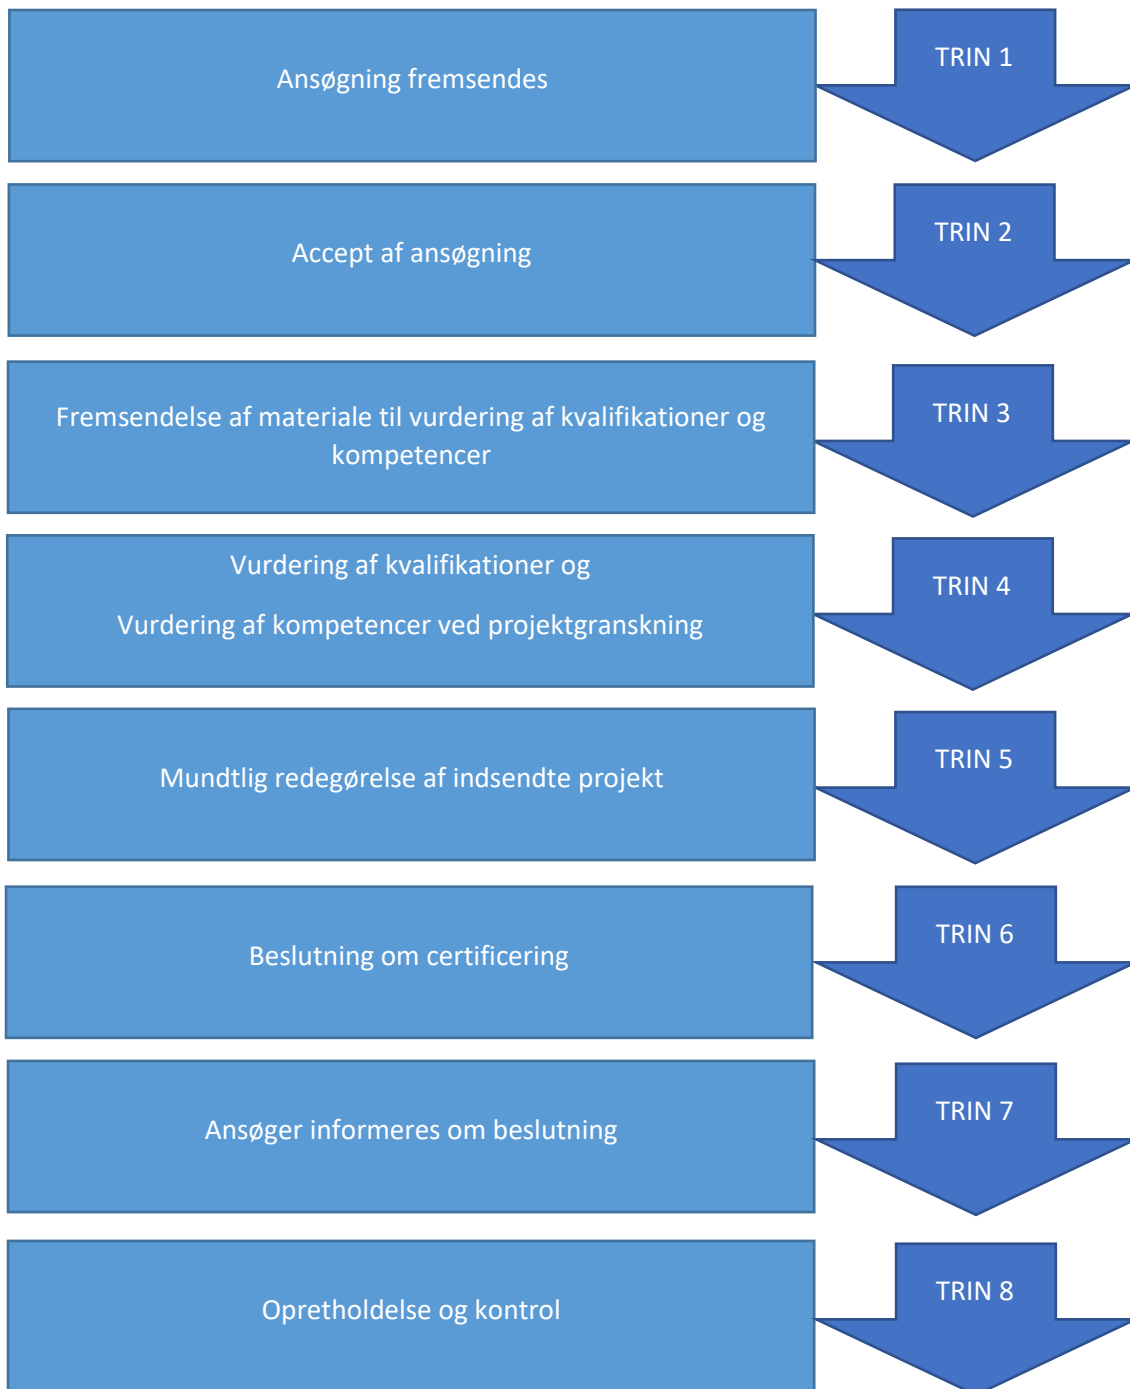 Ansøgning fremsendes
TRIN 1
Accept af ansøgning
TRIN 2
Fremsendelse af materiale til vurdering af kvalifikationer og
kompetencer
TRIN 3
Vurdering af kvalifikationer og
Vurdering af kompetencer ved projektgranskning
TRIN 4
Mundtlig redegørelse af indsendte projekt
TRIN 5
Beslutning om certificering
TRIN 6
Ansøger informeres om beslutning
TRIN 7
Opretholdelse og kontrol
TRIN 8